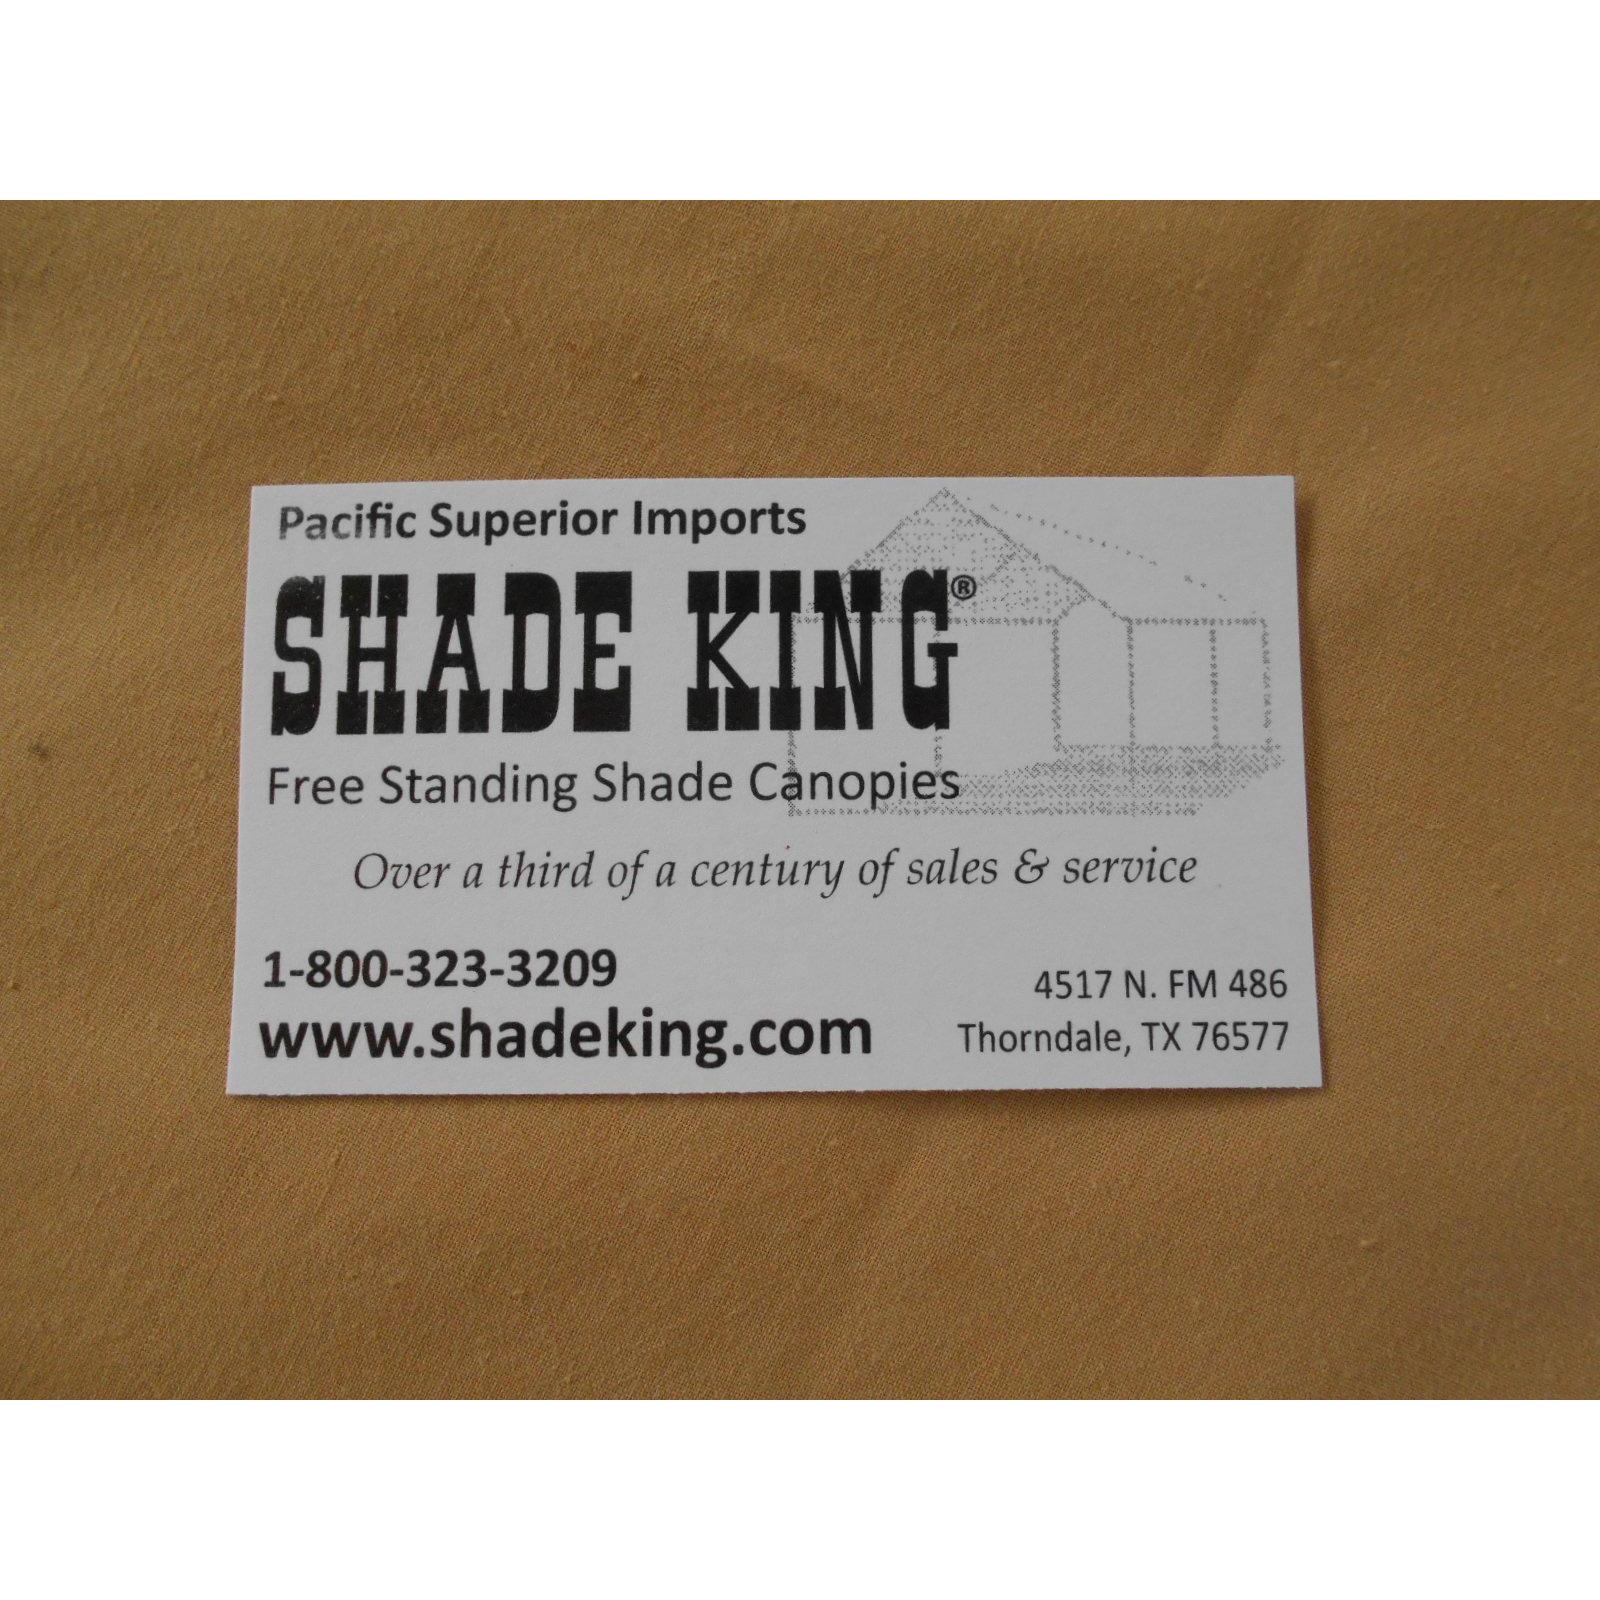 Pacific Superior Imports
SHADE KING®
Free Standing Shade Canopies
Over a third of a century of sales & service
1-800-323-3209
www.shadeking.com
4517 N. FM 486
Thorndale, TX 76577